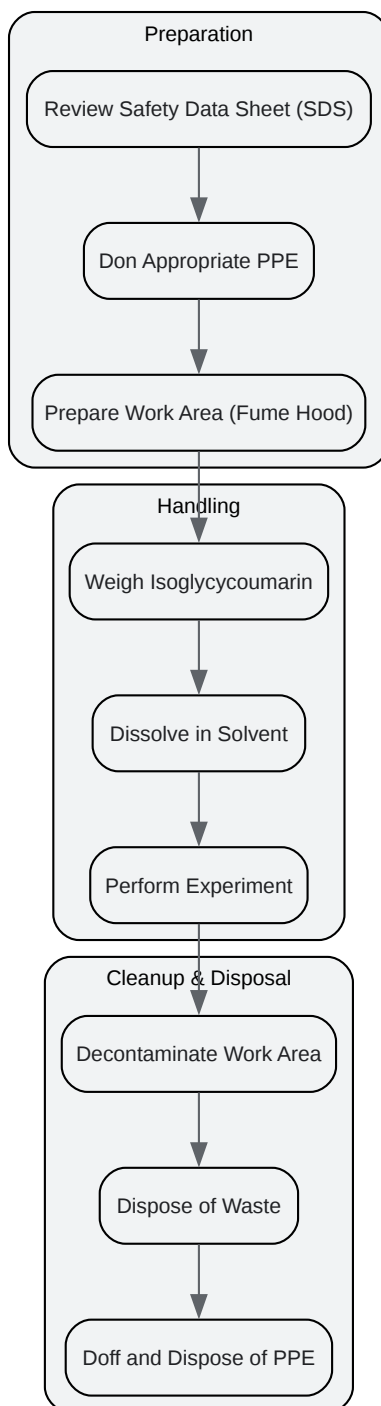 Preparation
Review Safety Data Sheet (SDS)
Don Appropriate PPE
Prepare Work Area (Fume Hood)
Handling
Weigh Isoglycycoumarin
Dissolve in Solvent
Perform Experiment
Cleanup & Disposal
Decontaminate Work Area
Dispose of Waste
Doff and Dispose of PPE